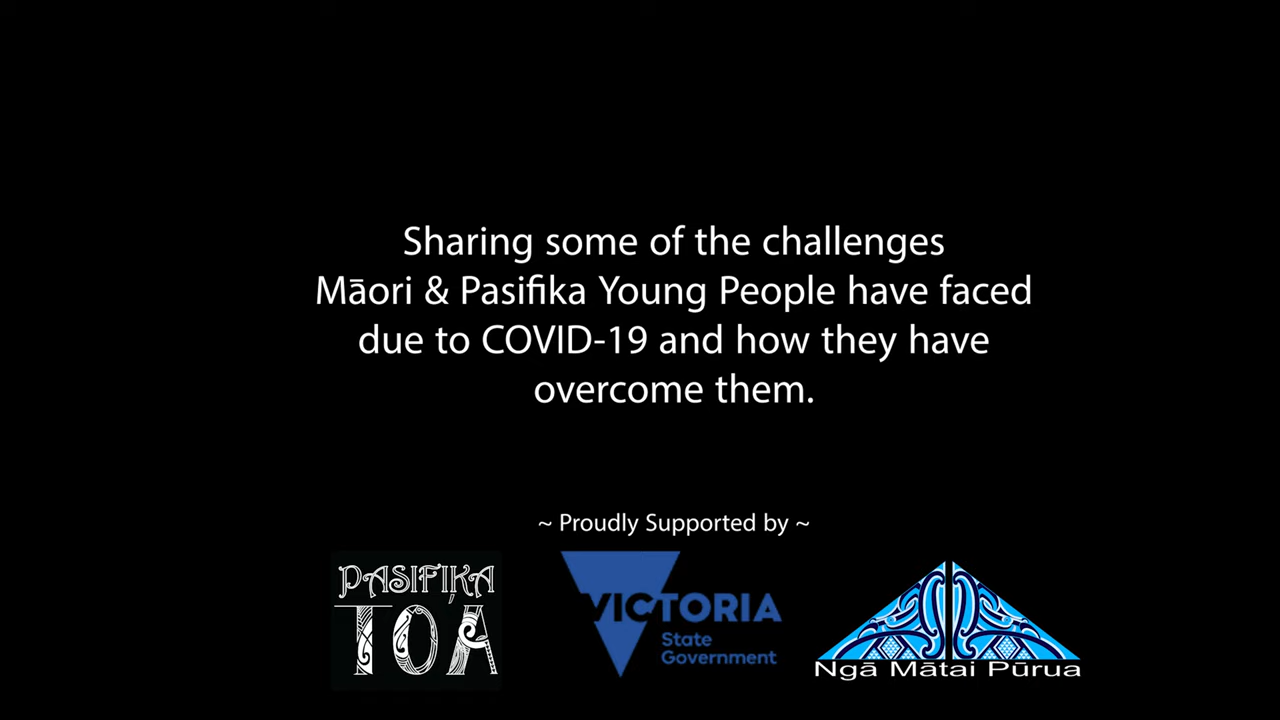 Sharing some of the challenges
Māori & Pasifika Young People have faced
due to COVID-19 and how they have
overcome them.
~ Proudly Supported by ~
PASIFIKA
TOA
VICTORIA
State
Government
Ngā Mātai Pūrua